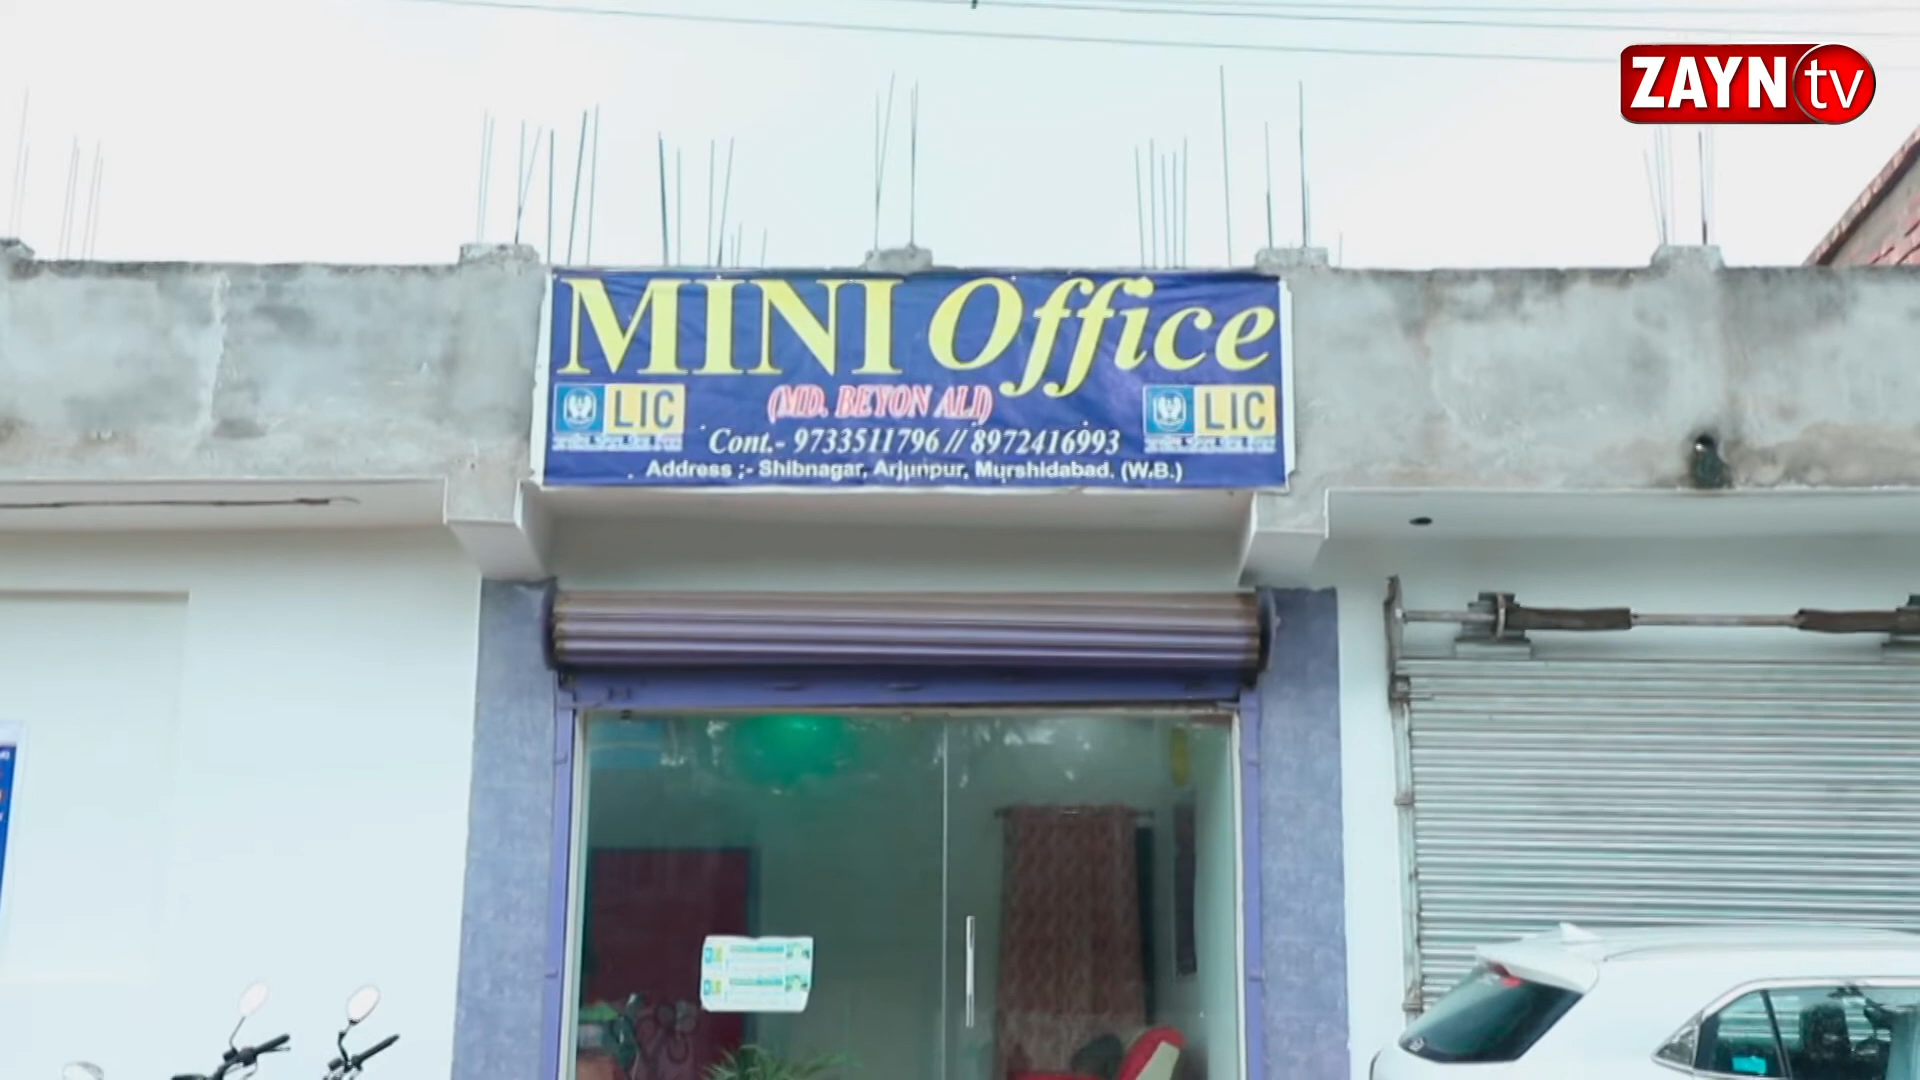 ZAYN tv
MINI Office
LIC
(MD. BEYON ALI)
LIC
Cont.- 9733511796 // 8972416993
Address :- Shibnagar, Arjunpur, Murshidabad. (W.B.)